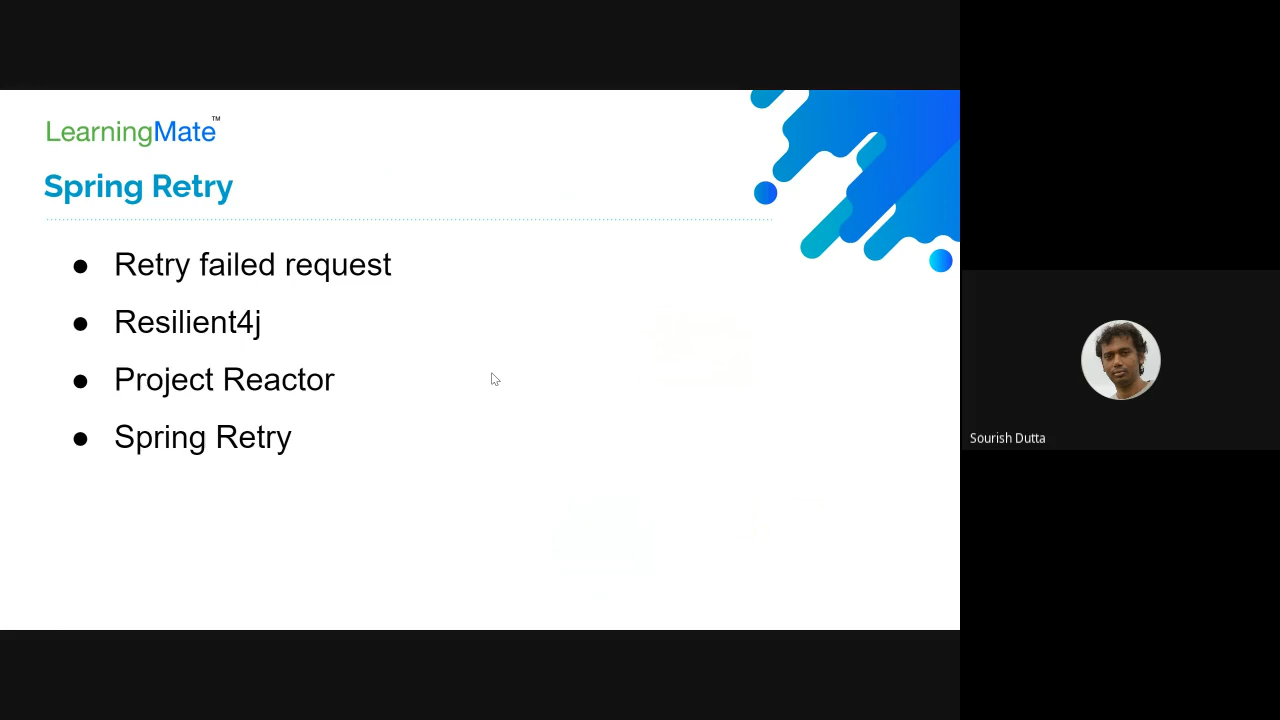 LearningMate™
Spring Retry
● Retry failed request
● Resilient4j
● Project Reactor
● Spring Retry
Sourish Dutta